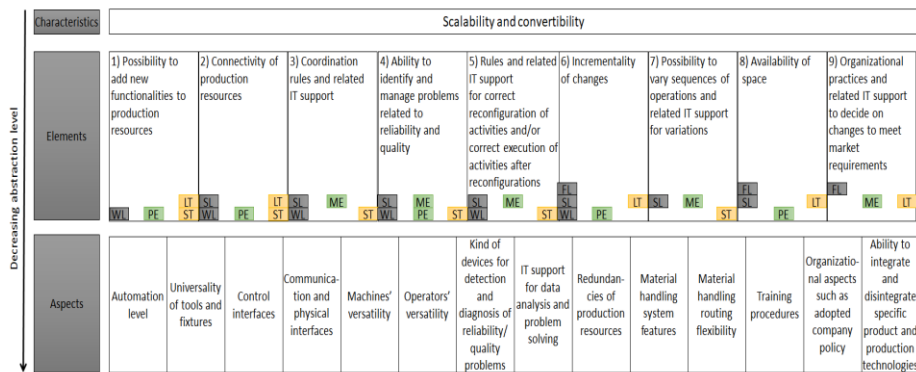 Decreasing abstraction level
Characteristics
Scalability and convertibility
Elements
1) Possibility to
add new
functionalities to
production
resources
WL
PE
LT
ST
2) Connectivity of
production
resources
SL
WL
PE
LT
ST
3) Coordination
rules and related
IT support
SL
WL
ME
ST
4) Ability to
identify and
manage problems
related to
reliability and
quality
SL
WL
ME
PE
ST
5) Rules and related
IT support
for correct
reconfiguration of
activities and/or
correct execution of
activities after
reconfigurations
SL
WL
ME
ST
6) Incrementality
of changes
FL
SL
WL
PE
LT
7) Possibility to
vary sequences of
operations and
related IT support
for variations
SL
ME
ST
8) Availability of
space
FL
SL
PE
LT
9) Organizational
practices and
related IT support
to decide on
changes to meet
market
requirements
FL
ME
LT
Aspects
Automation
level
Universality
of tools and
fixtures
Control
interfaces
Communica-
tion and
physical
interfaces
Machines'
versatility
Operators'
versatility
Kind of
devices for
detection
and
diagnosis of
reliability/
quality
problems
IT support
for data
analysis and
problem
solving
Redundan-
cies of
production
resources
Material
handling
system
features
Material
handling
routing
flexibility
Training
procedures
Organizatio-
nal aspects
such as
adopted
company
policy
Ability to
integrate
and
disintegrate
specific
product and
production
technologies